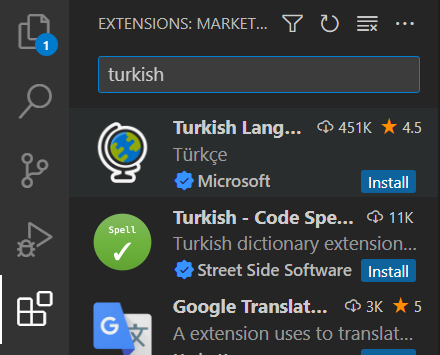 EXTENSIONS: MARKET...
1
turkish
Turkish Lang... 451K 4.5
Türkçe
Microsoft Install
Spell
Turkish - Code Spe... 11K
Turkish dictionary extension...
Street Side Software Install
Google Translat... 3K 5
A extension uses to translat...